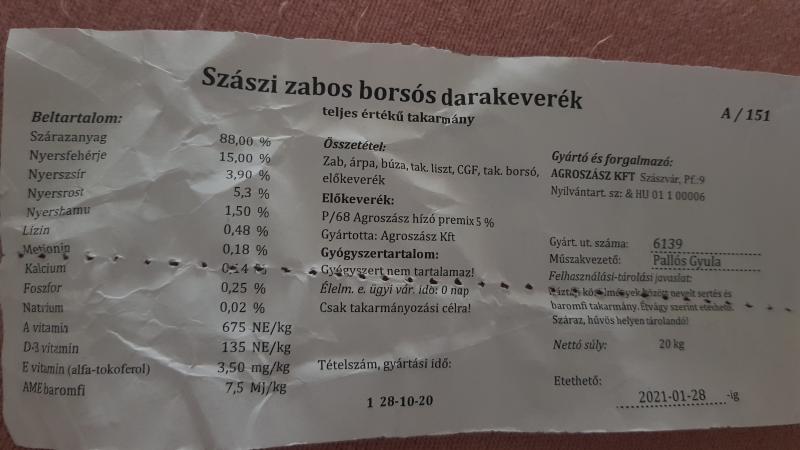 Szászi zabos borsós darakeverék
teljes értékű takarmány
A / 151
Beltartalom:
Szárazanyag 88,00 %
Nyersfehérje 15,00 %
Nyerszsír 3,90 %
Nyersrost 5,3 %
Nyershamu 1,50 %
Lizin 0,48 %
Metionin 0,18 %
Kalcium 0,14 %
Foszfor 0,25 %
Natrium 0,02 %
A vitamin 675 NE/kg
D-3 vitamin 135 NE/kg
E vitamin (alfa-tokoferol) 3,50 mg/kg
AME baromfi 7,5 Mj/kg
Összetétel:
Zab, árpa, búza, tak. liszt, CGF, tak. borsó,
előkeverék
Előkeverék:
P/68 Agroszász hízó premix 5 %
Gyártotta: Agroszász Kft
Gyógyszertartalom:
Gyógyszert nem tartalamaz!
Élelm. e. ügyi vár. idő: 0 nap
Csak takarmányozási célra!
Tételszám, gyártási idő:
1 28-10-20
Gyártó és forgalmazó:
AGROSZÁSZ KFT Szászvár, Pf.:9
Nyilvántart. sz: & HU 01 1 00006
Gyárt. ut. száma: 6139
Műszakvezető: Pallós Gyula
Felhasználási-tárolási javaslat:
nevelt sertés és
baromfi takarmány. Étvágy szerint etethető.
Száraz, hűvös helyen tárolandó!
Nettó súly: 20 kg
Etethető: 2021-01-28 -ig